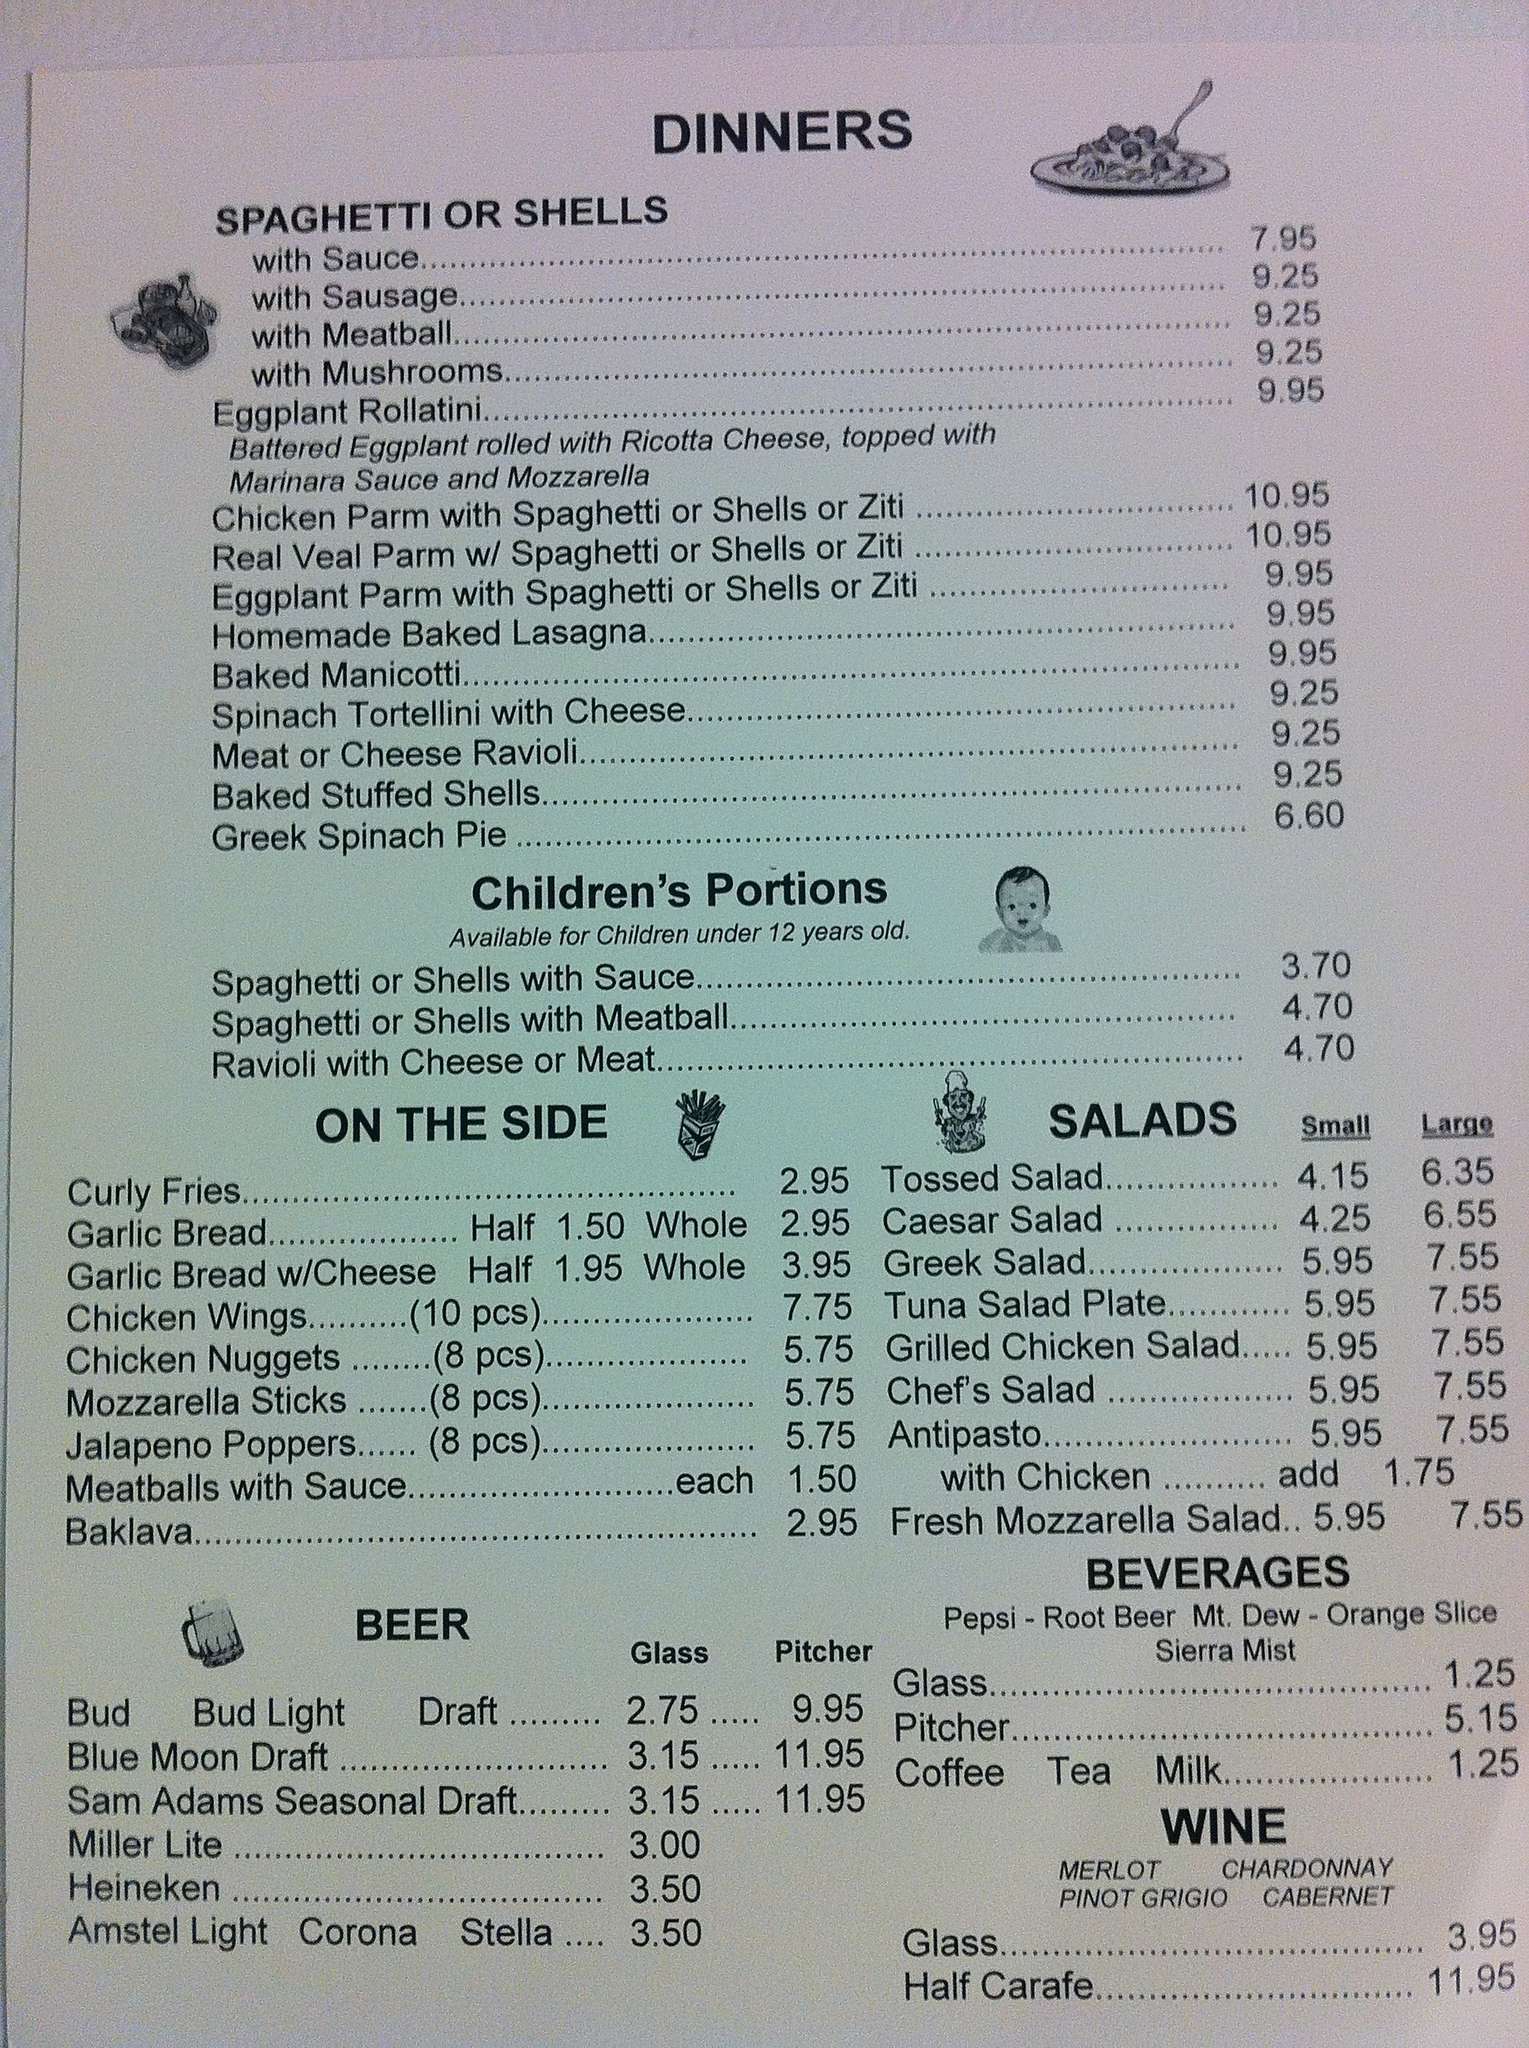 DINNERS
SPAGHETTI OR SHELLS
with Sauce........ 7.95
with Sausage........ 9.25
with Meatball........ 9.25
with Mushrooms........ 9.25
Eggplant Rollatini........ 9.95
Battered Eggplant rolled with Ricotta Cheese, topped with
Marinara Sauce and Mozzarella
Chicken Parm with Spaghetti or Shells or Ziti ........ 10.95
Real Veal Parm w/ Spaghetti or Shells or Ziti ........ 10.95
Eggplant Parm with Spaghetti or Shells or Ziti ........ 9.95
Homemade Baked Lasagna........ 9.95
Baked Manicotti........ 9.95
Spinach Tortellini with Cheese........ 9.25
Meat or Cheese Ravioli........ 9.25
Baked Stuffed Shells........ 9.25
Greek Spinach Pie ........ 6.60
Children's Portions
Available for Children under 12 years old.
Spaghetti or Shells with Sauce........ 3.70
Spaghetti or Shells with Meatball........ 4.70
Ravioli with Cheese or Meat........ 4.70
ON THE SIDE
Curly Fries........ 2.95
Garlic Bread........ Half 1.50 Whole 2.95
Garlic Bread w/Cheese Half 1.95 Whole 3.95
Chicken Wings........(10 pcs)........ 7.75
Chicken Nuggets ........(8 pcs)........ 5.75
Mozzarella Sticks .......(8 pcs)........ 5.75
Jalapeno Poppers...... (8 pcs)........ 5.75
Meatballs with Sauce........each 1.50
Baklava........ 2.95
SALADS Small Large
Tossed Salad........ 4.15 6.35
Caesar Salad ........ 4.25 6.55
Greek Salad........ 5.95 7.55
Tuna Salad Plate........ 5.95 7.55
Grilled Chicken Salad..... 5.95 7.55
Chef's Salad ........ 5.95 7.55
Antipasto........ 5.95 7.55
with Chicken .......... add 1.75
Fresh Mozzarella Salad.. 5.95 7.55
BEER
Glass Pitcher
Bud Bud Light Draft ......... 2.75 ..... 9.95
Blue Moon Draft ........ 3.15 ..... 11.95
Sam Adams Seasonal Draft......... 3.15 ..... 11.95
Miller Lite ........ 3.00
Heineken ........ 3.50
Amstel Light Corona Stella .... 3.50
BEVERAGES
Pepsi - Root Beer Mt. Dew - Orange Slice
Sierra Mist
Glass........ 1.25
Pitcher........ 5.15
Coffee Tea Milk........ 1.25
WINE
MERLOT CHARDONNAY
PINOT GRIGIO CABERNET
Glass........ 3.95
Half Carafe........ 11.95